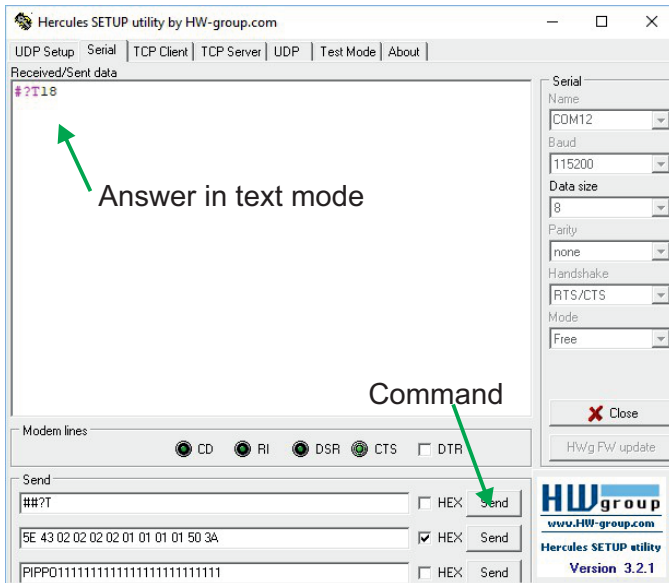 Hercules SETUP utility by HW-group.com
UDP Setup Serial TCP Client TCP Server UDP Test Mode About
Received/Sent data
#?T18
Answer in text mode
Serial
Name
COM12
Baud
115200
Data size
8
Parity
none
Handshake
RTS/CTS
Mode
Free
Command
Close
HWg FW update
Modem lines
CD RI DSR CTS DTR
Send
##?T HEX Send
5E 43 02 02 02 02 01 01 01 01 50 3A HEX Send
HEX Send
HW group
www.HW-group.com
Hercules SETUP utility
Version 3.2.1